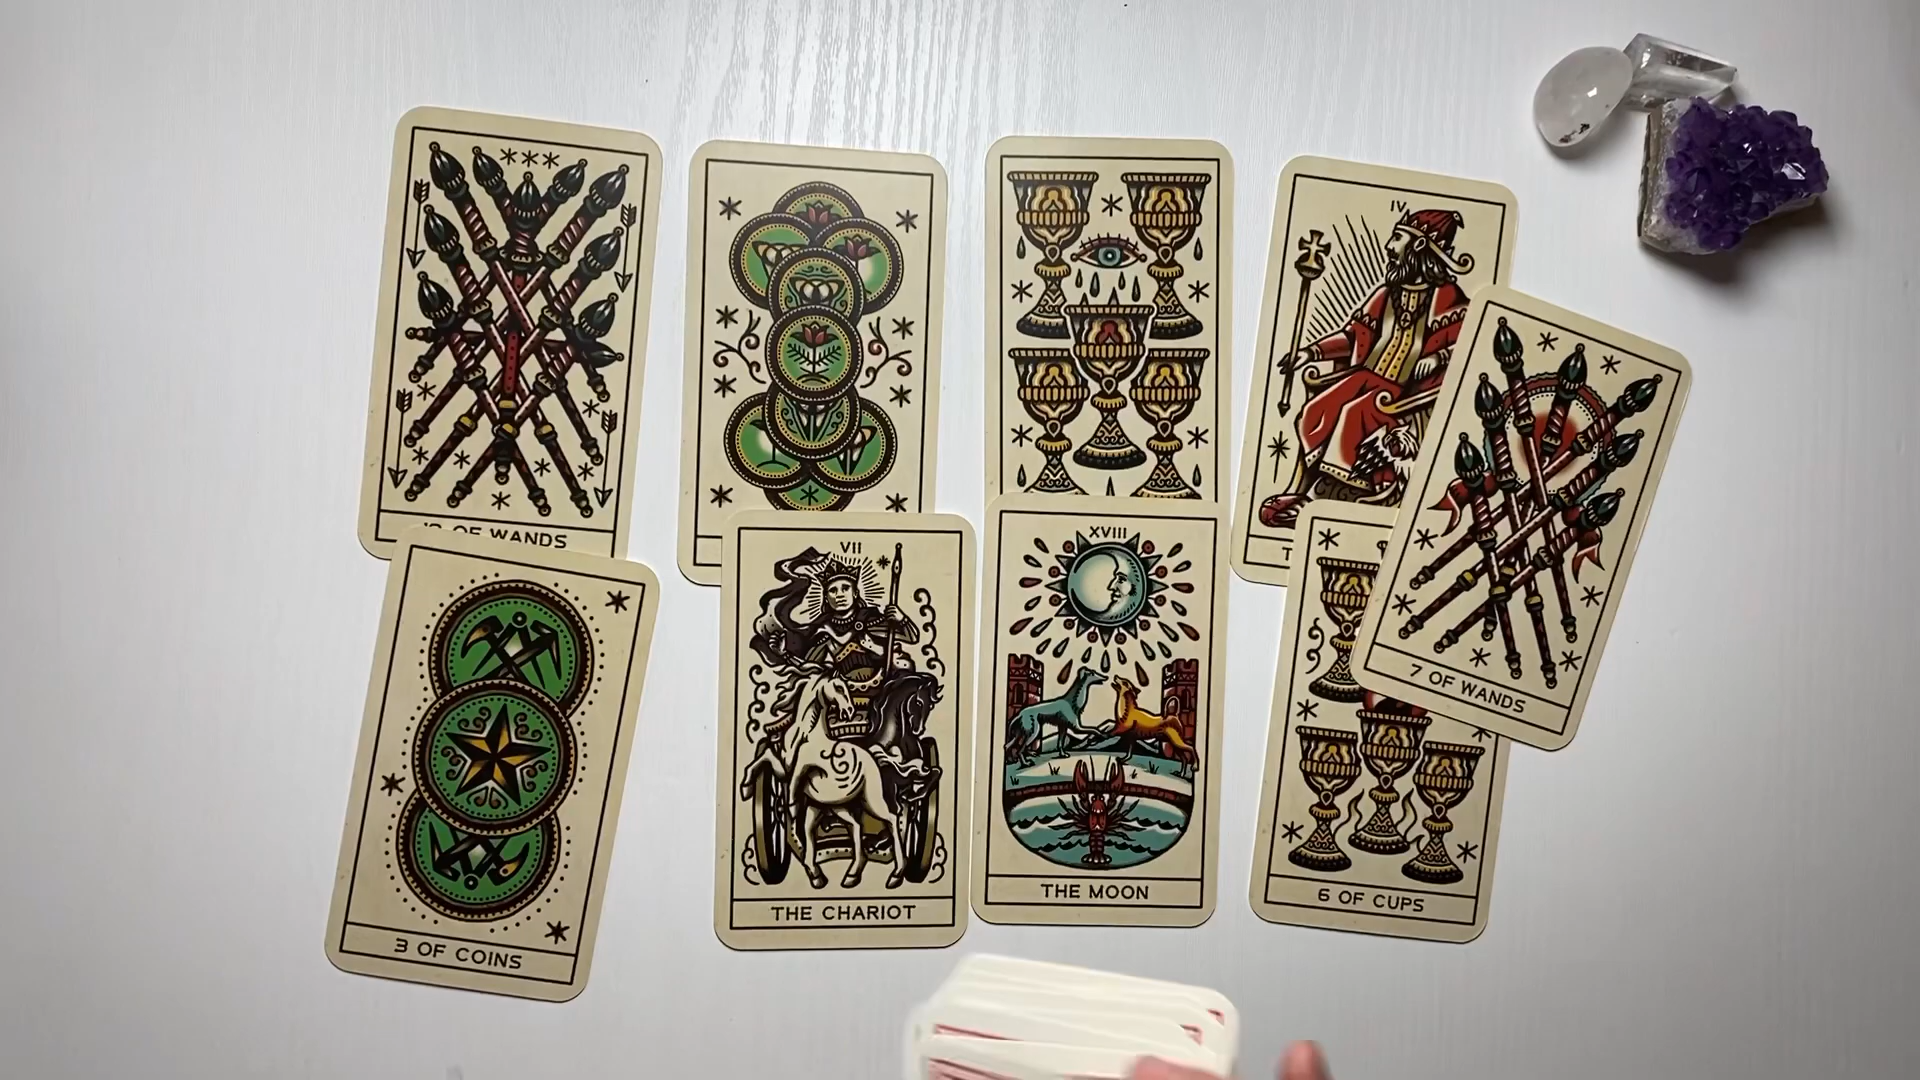 OF WANDS
IV
7 OF WANDS
VII
XVIII
3 OF COINS
THE CHARIOT
THE MOON
6 OF CUPS